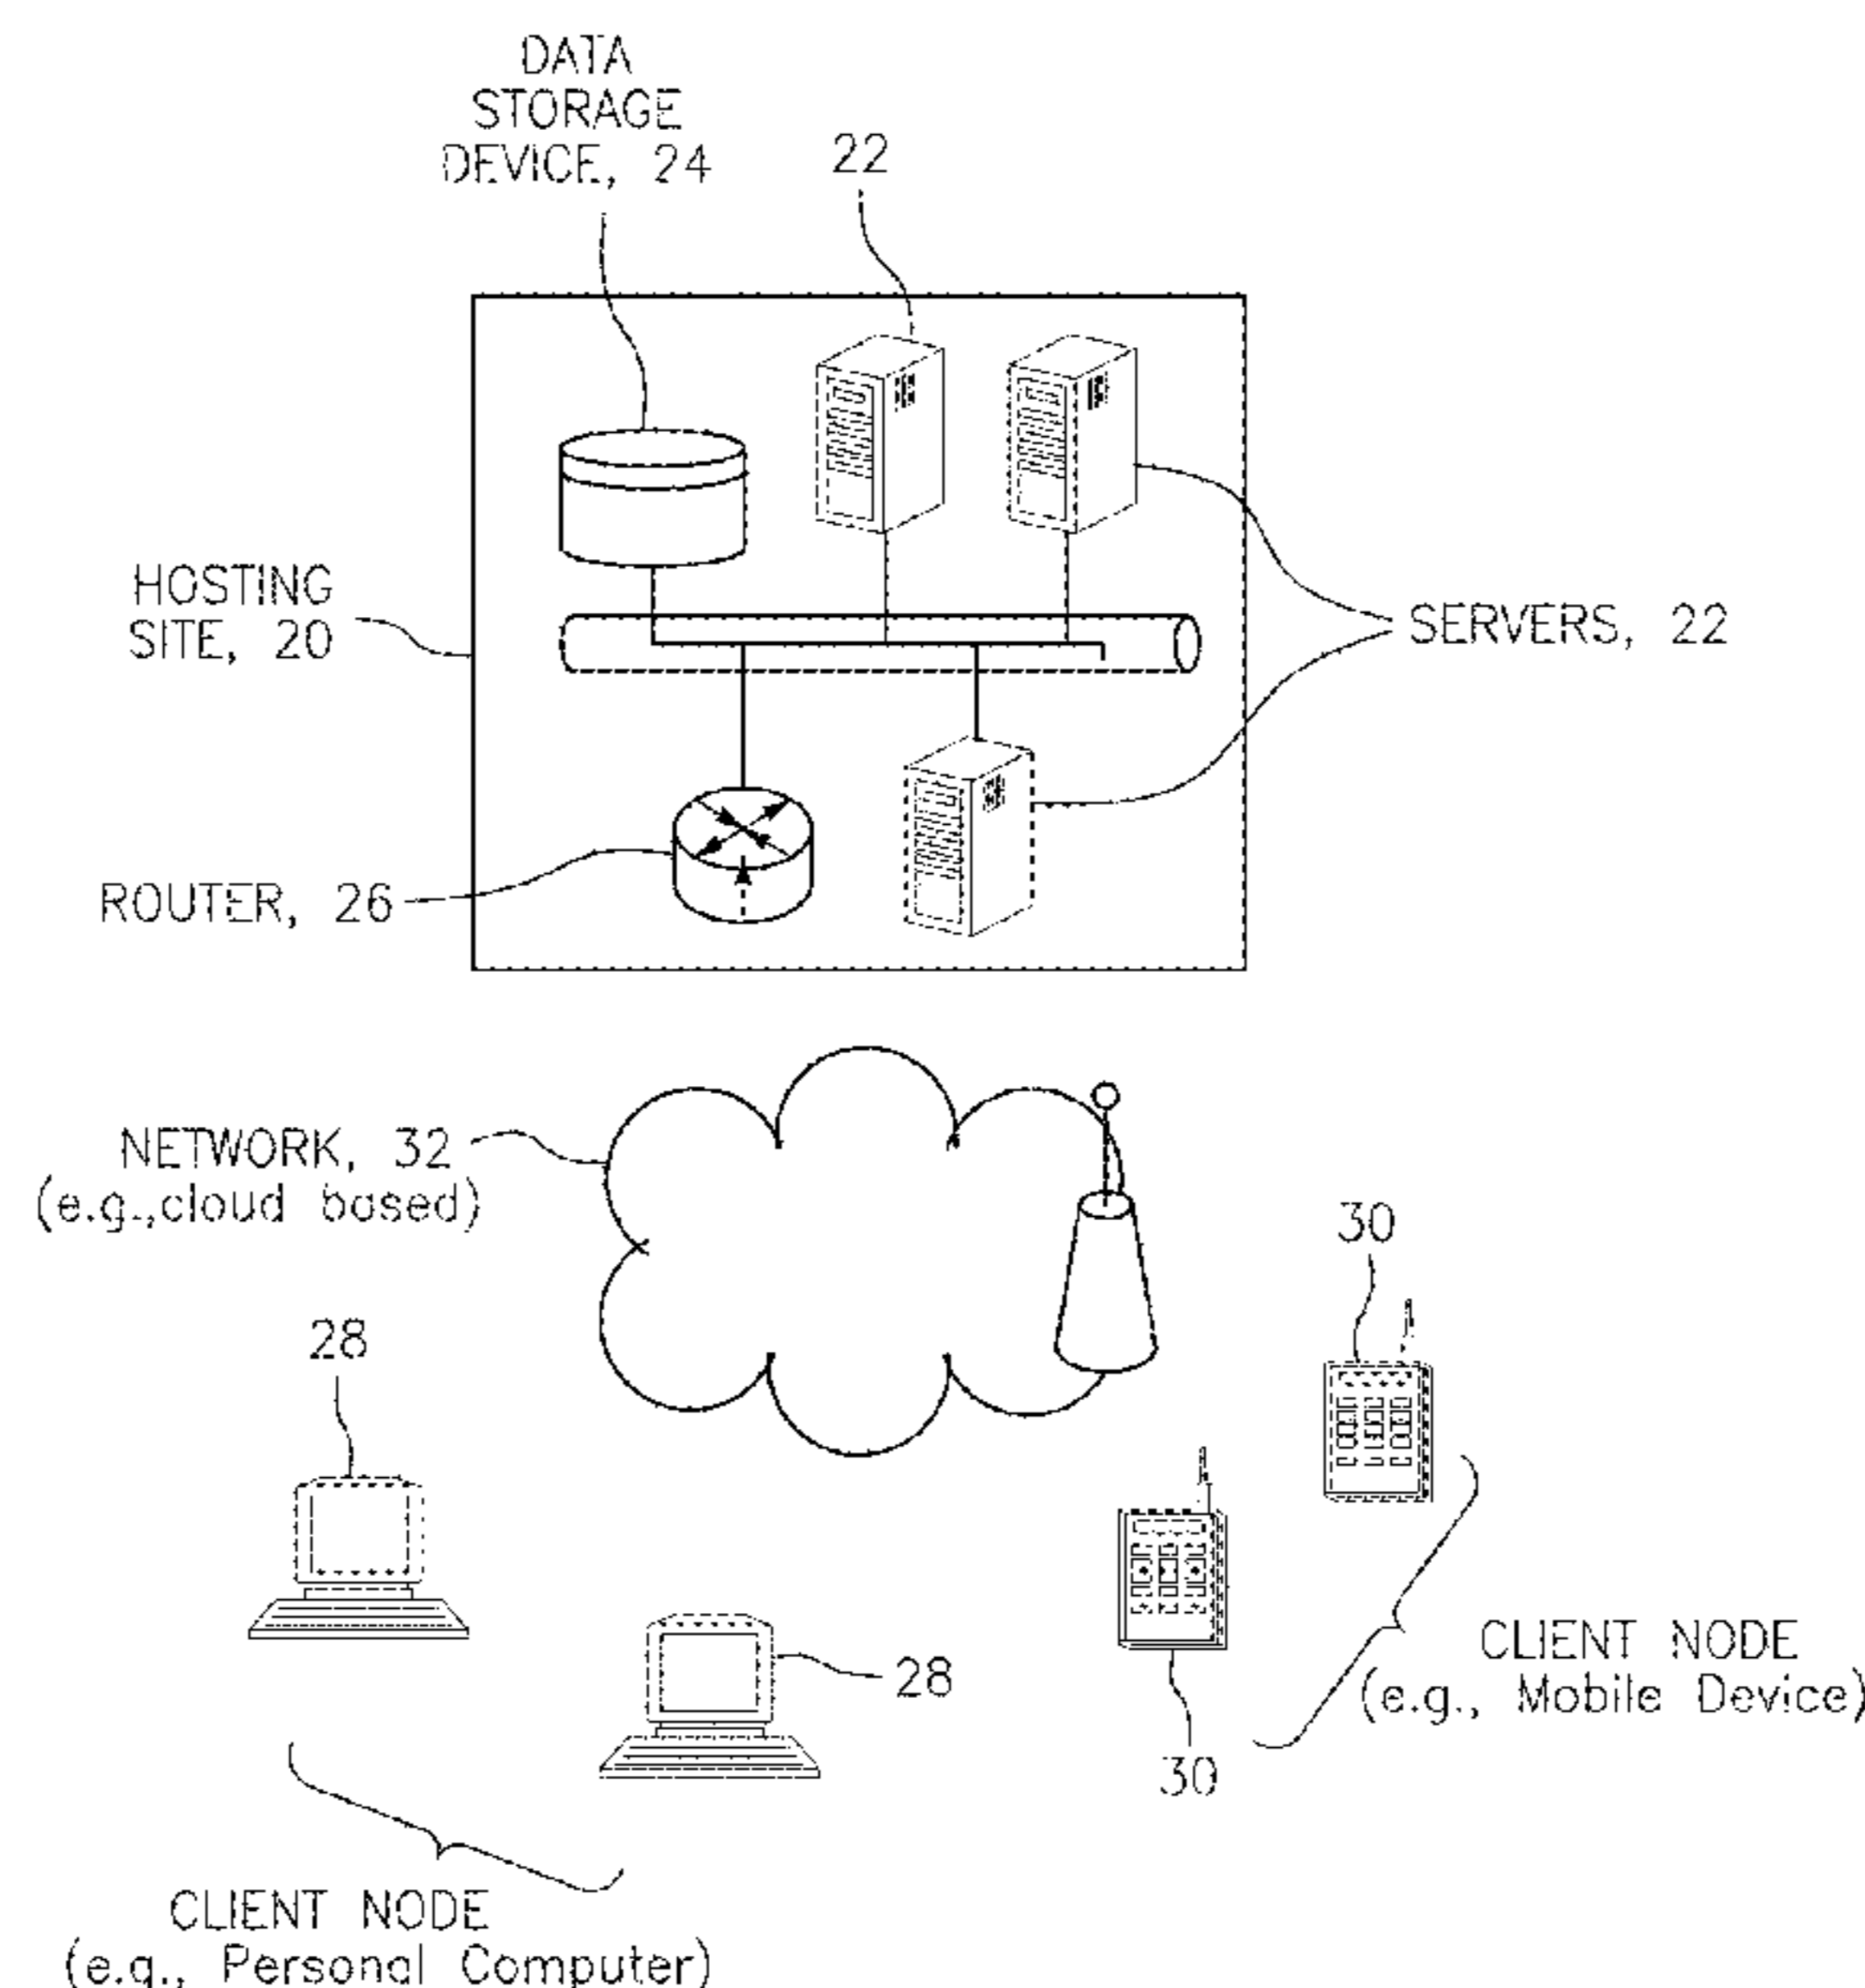 DATA
STORAGE
DEVICE, 24
22
HOSTING
SITE, 20
SERVERS, 22
ROUTER, 26
NETWORK, 32
(e.g.,cloud based)
30
28
28
30
CLIENT NODE
(e.g., Mobile Device)
CLIENT NODE
(e.g., Personal Computer)